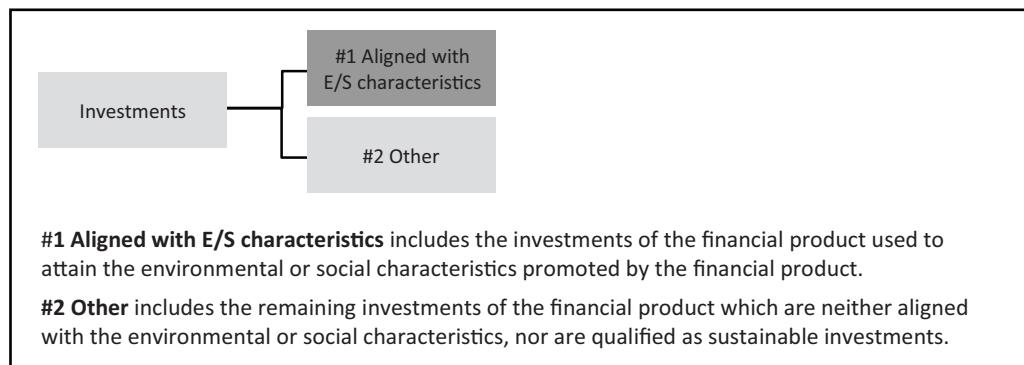 #1 Aligned with
E/S characteristics
Investments
#2 Other
#1 Aligned with E/S characteristics includes the investments of the financial product used to
attain the environmental or social characteristics promoted by the financial product.
#2 Other includes the remaining investments of the financial product which are neither aligned
with the environmental or social characteristics, nor are qualified as sustainable investments.